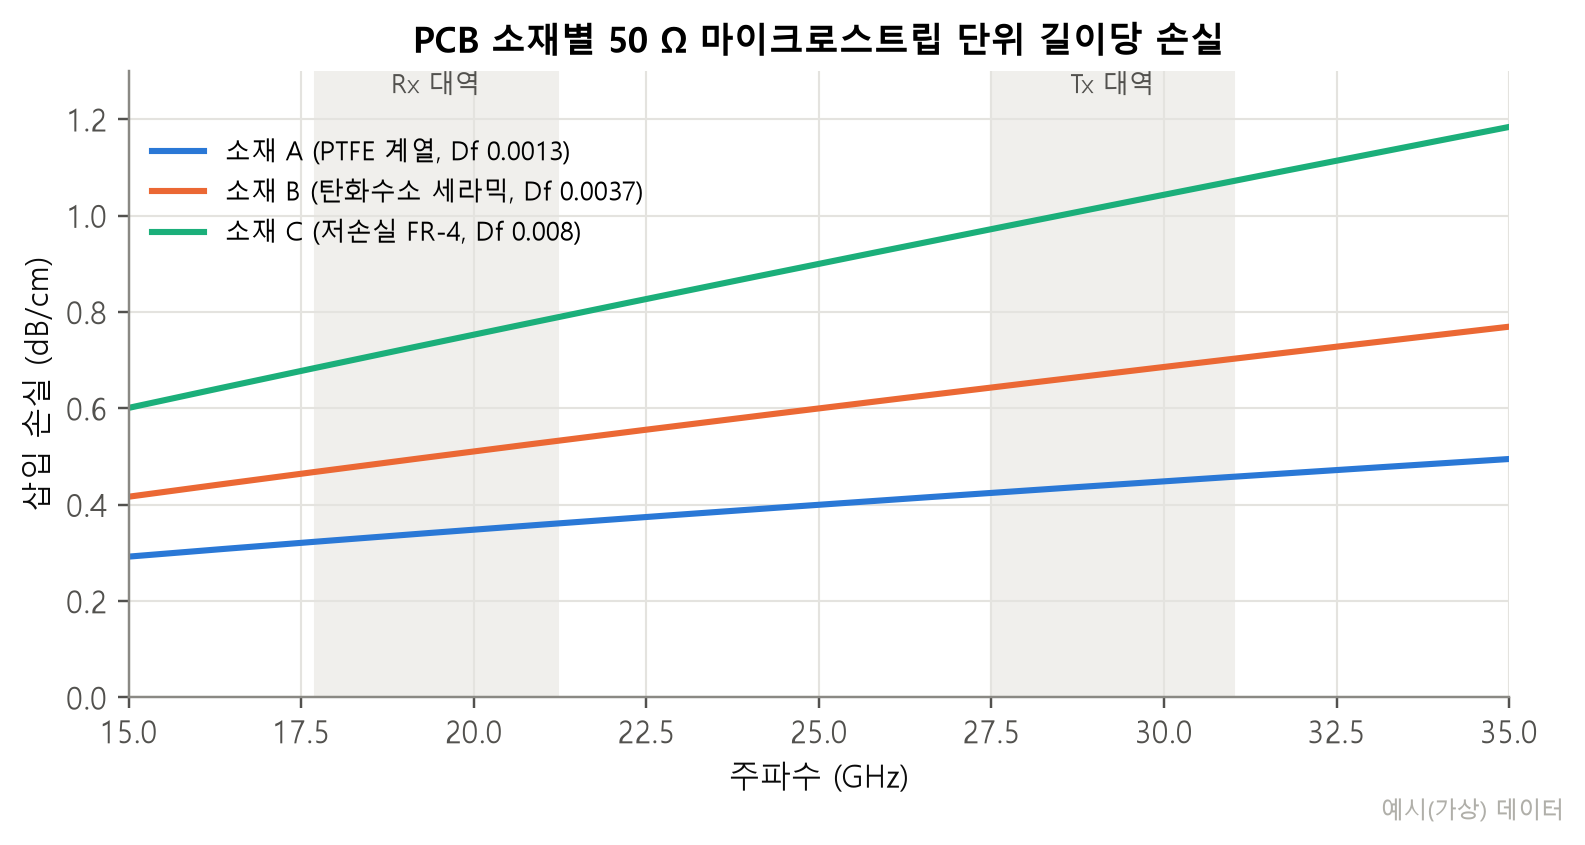 PCB 소재별 50 Ω 마이크로스트립 단위 길이당 손실
Rx 대역
Tx 대역
소재 A (PTFE 계열, Df 0.0013)
소재 B (탄화수소 세라믹, Df 0.0037)
소재 C (저손실 FR-4, Df 0.008)
삽입 손실 (dB/cm)
1.2
1.0
0.8
0.6
0.4
0.2
0.0
15.0 17.5 20.0 22.5 25.0 27.5 30.0 32.5 35.0
주파수 (GHz)
예시(가상) 데이터